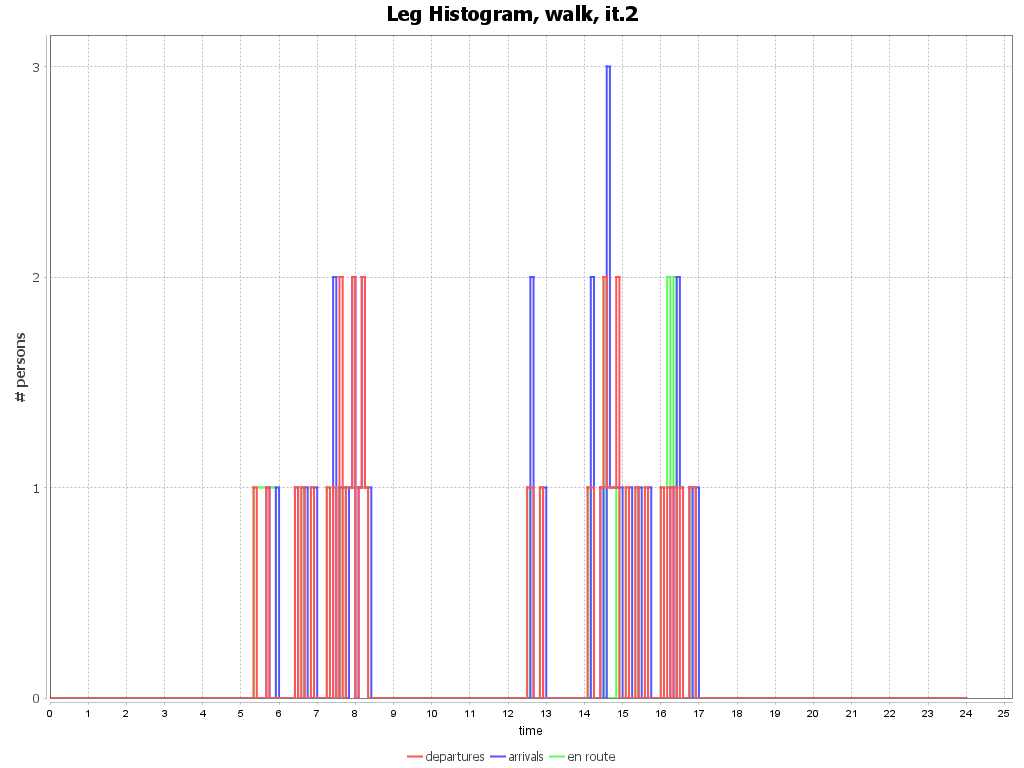 Leg Histogram, walk, it.2
# persons
3
2
1
0
0 1 2 3 4 5 6 7 8 9 10 11 12 13 14 15 16 17 18 19 20 21 22 23 24 25
time
departures arrivals en route